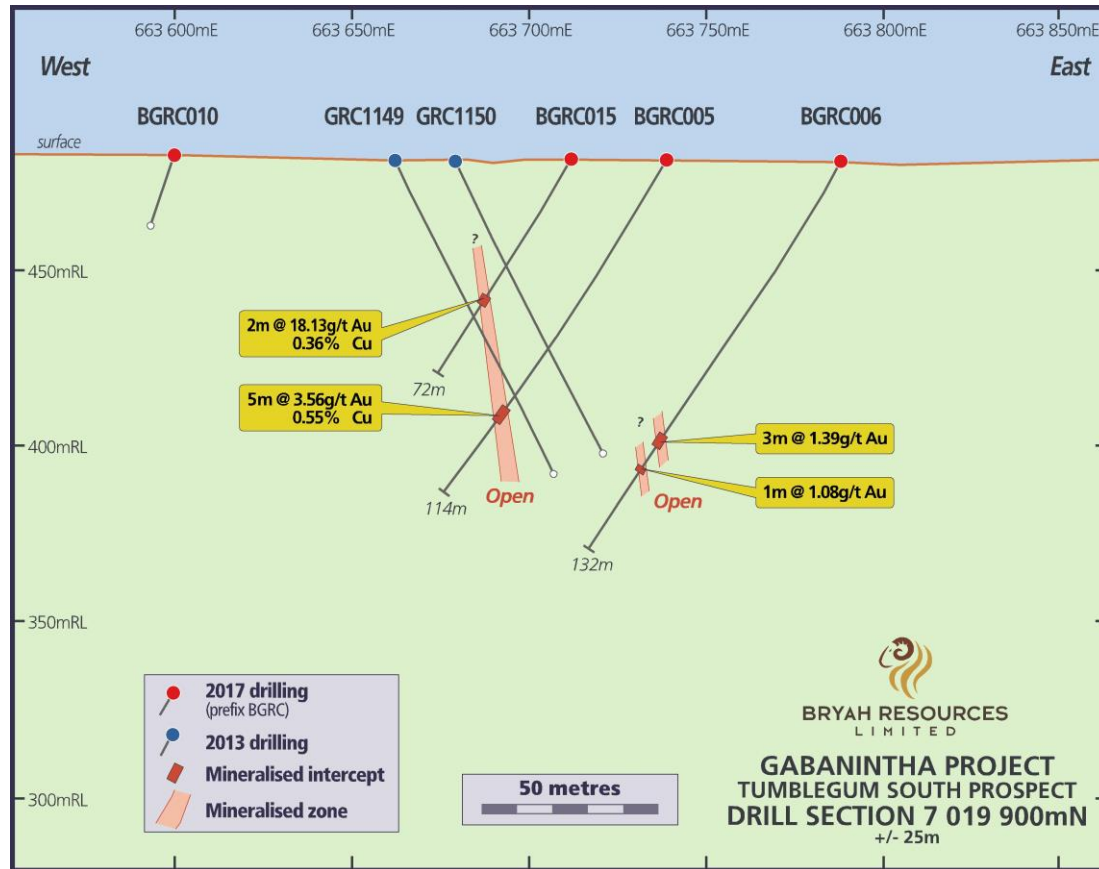 663 600mE 663 650mE 663 700mE 663 750mE 663 800mE 663 850mE
West East
BGRC010 GRC1149 GRC1150 BGRC015 BGRC005 BGRC006
surface
?
450mRL
2m @ 18.13g/t Au
0.36% Cu
72m
5m @ 3.56g/t Au
0.55% Cu
?
400mRL
3m @ 1.39g/t Au
1m @ 1.08g/t Au
Open
Open
114m
132m
350mRL
2017 drilling
(prefix BGRC)
2013 drilling
Mineralised intercept
Mineralised zone
300mRL
50 metres
BRYAH RESOURCES
LIMITED
GABANINTHA PROJECT
TUMBLEGUM SOUTH PROSPECT
DRILL SECTION 7 019 900mN
+/- 25m